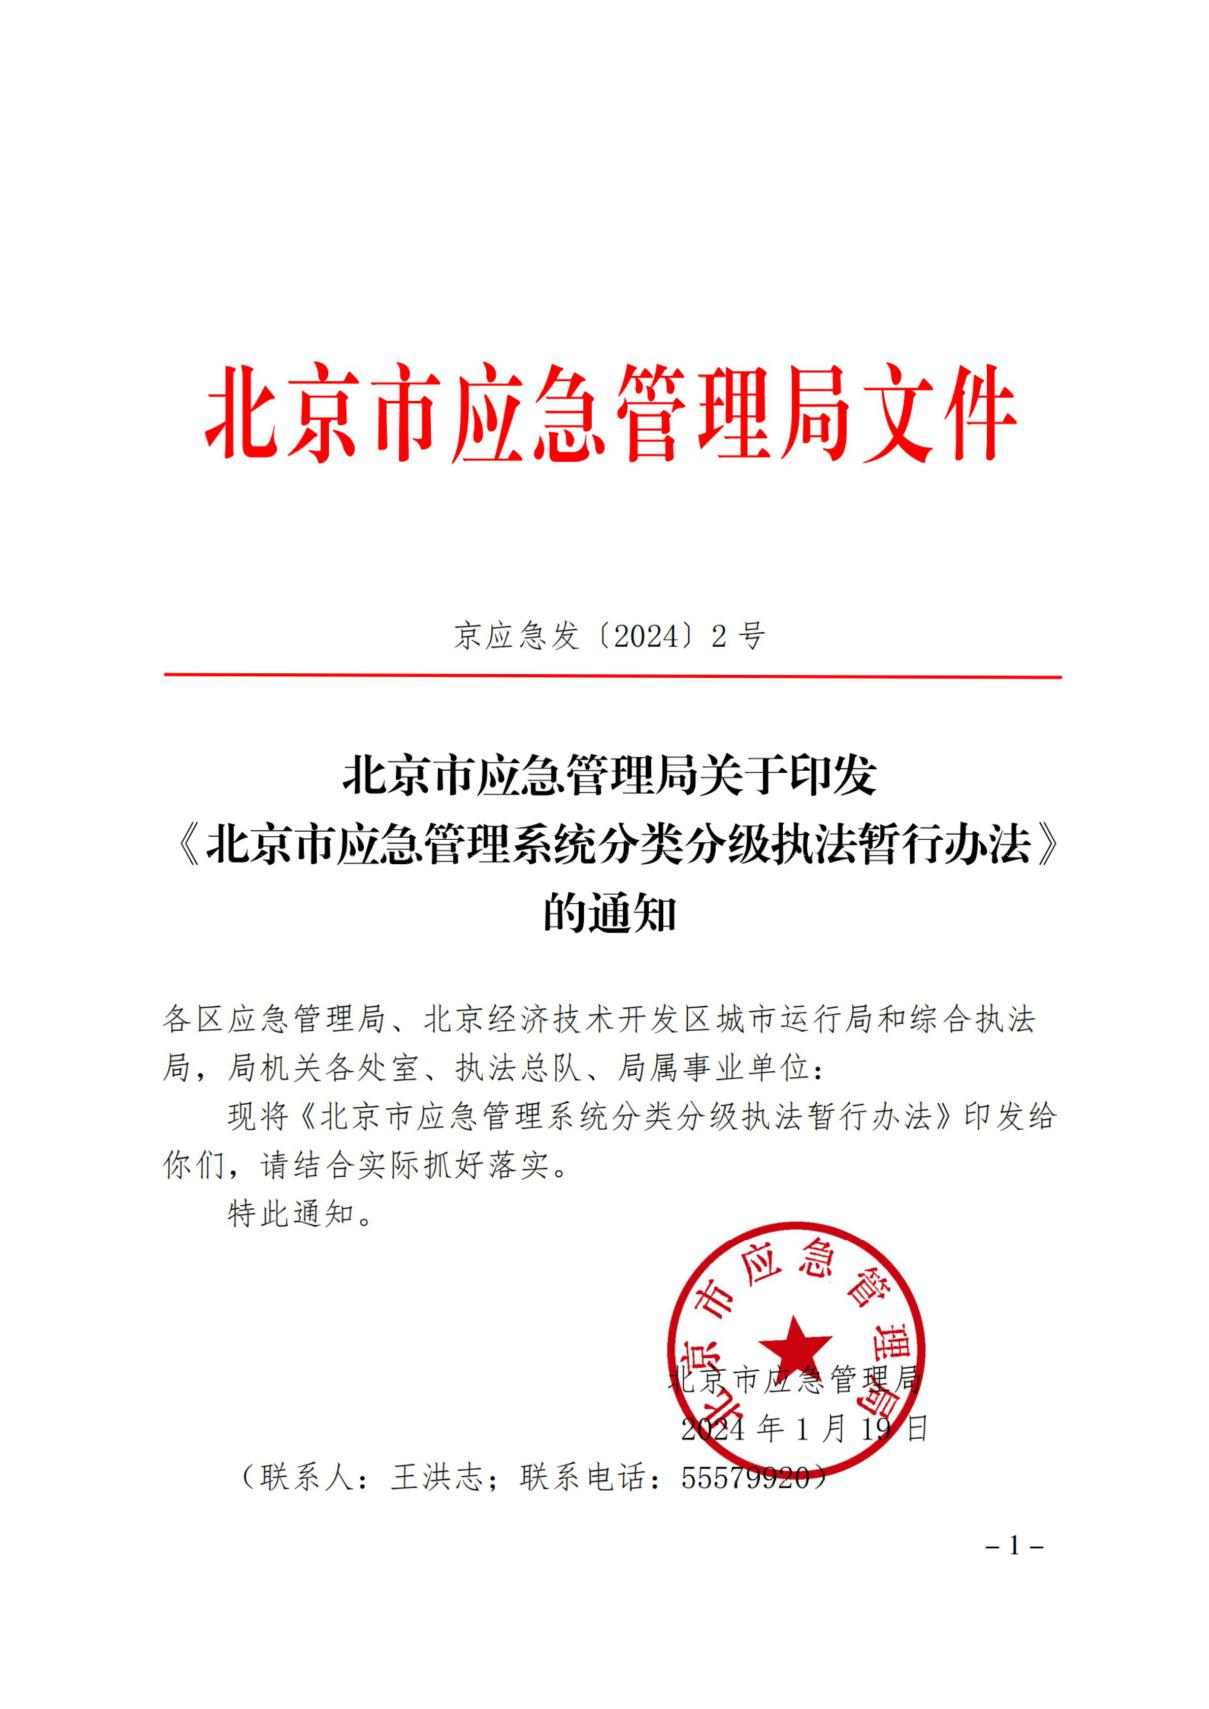 北京市应急管理局文件
京应急发〔2024〕2号
北京市应急管理局关于印发
《北京市应急管理系统分类分级执法暂行办法》
的通知
各区应急管理局、北京经济技术开发区城市运行局和综合执法
局，局机关各处室、执法总队、局属事业单位：
现将《北京市应急管理系统分类分级执法暂行办法》印发给
你们，请结合实际抓好落实。
特此通知。
北京市应急管理局
北京市应急管理局
2024年1月19日
（联系人：王洪志；联系电话：55579920）
-1-